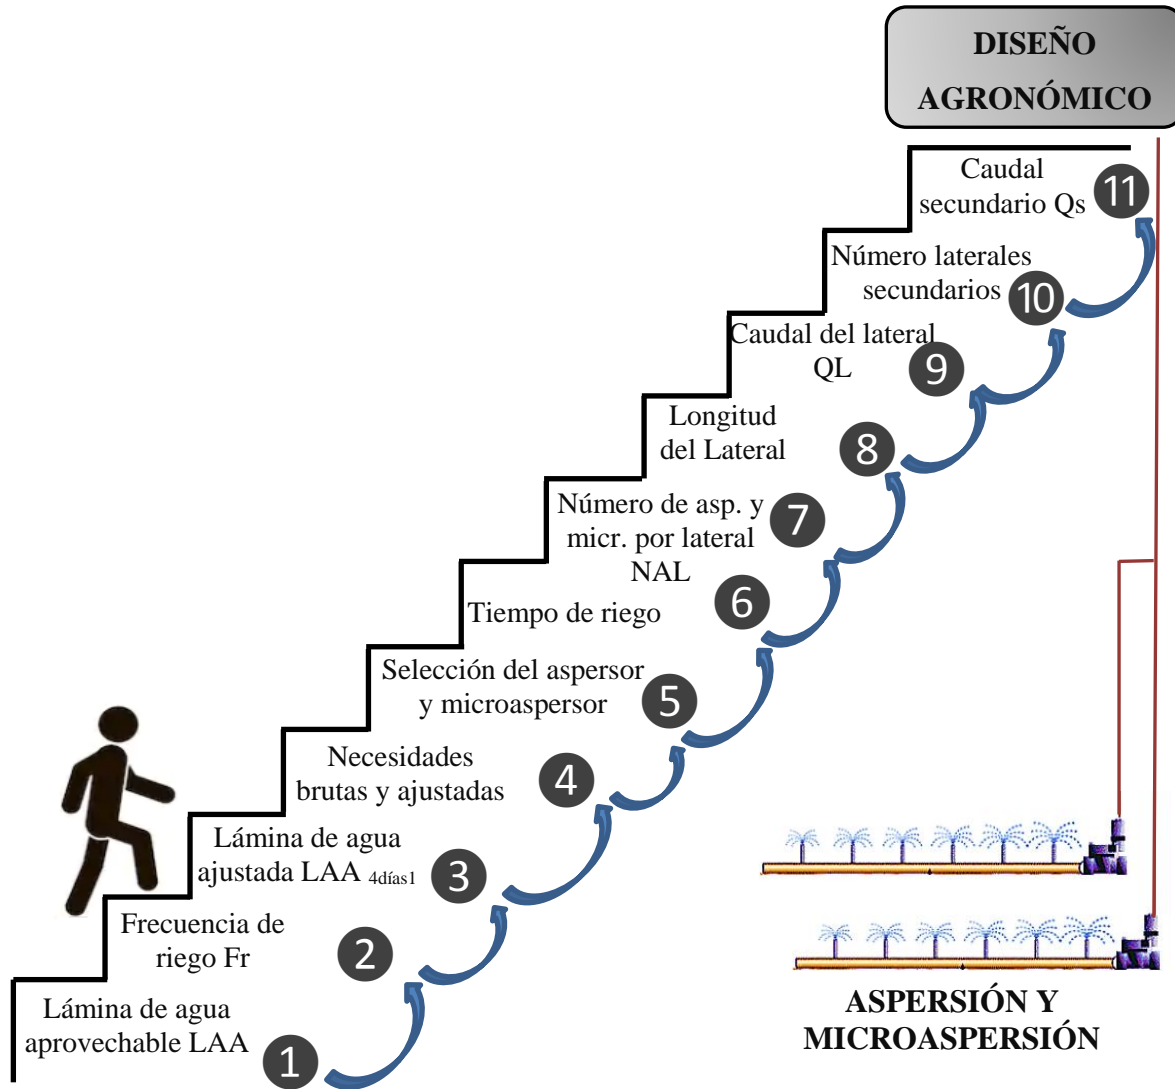 DISEÑO
AGRONÓMICO
Caudal
secundario Qs
11
Número laterales
secundarios
10
Caudal del lateral
QL
9
Longitud
del Lateral
8
Número de asp. y
micr. por lateral
NAL
7
Tiempo de riego
6
Selección del aspersor
y microaspersor
5
Necesidades
brutas y ajustadas
4
Lámina de agua
ajustada LAA 4días1
3
Frecuencia de
riego Fr
2
Lámina de agua
aprovechable LAA
1
ASPERSIÓN Y
MICROASPERSIÓN